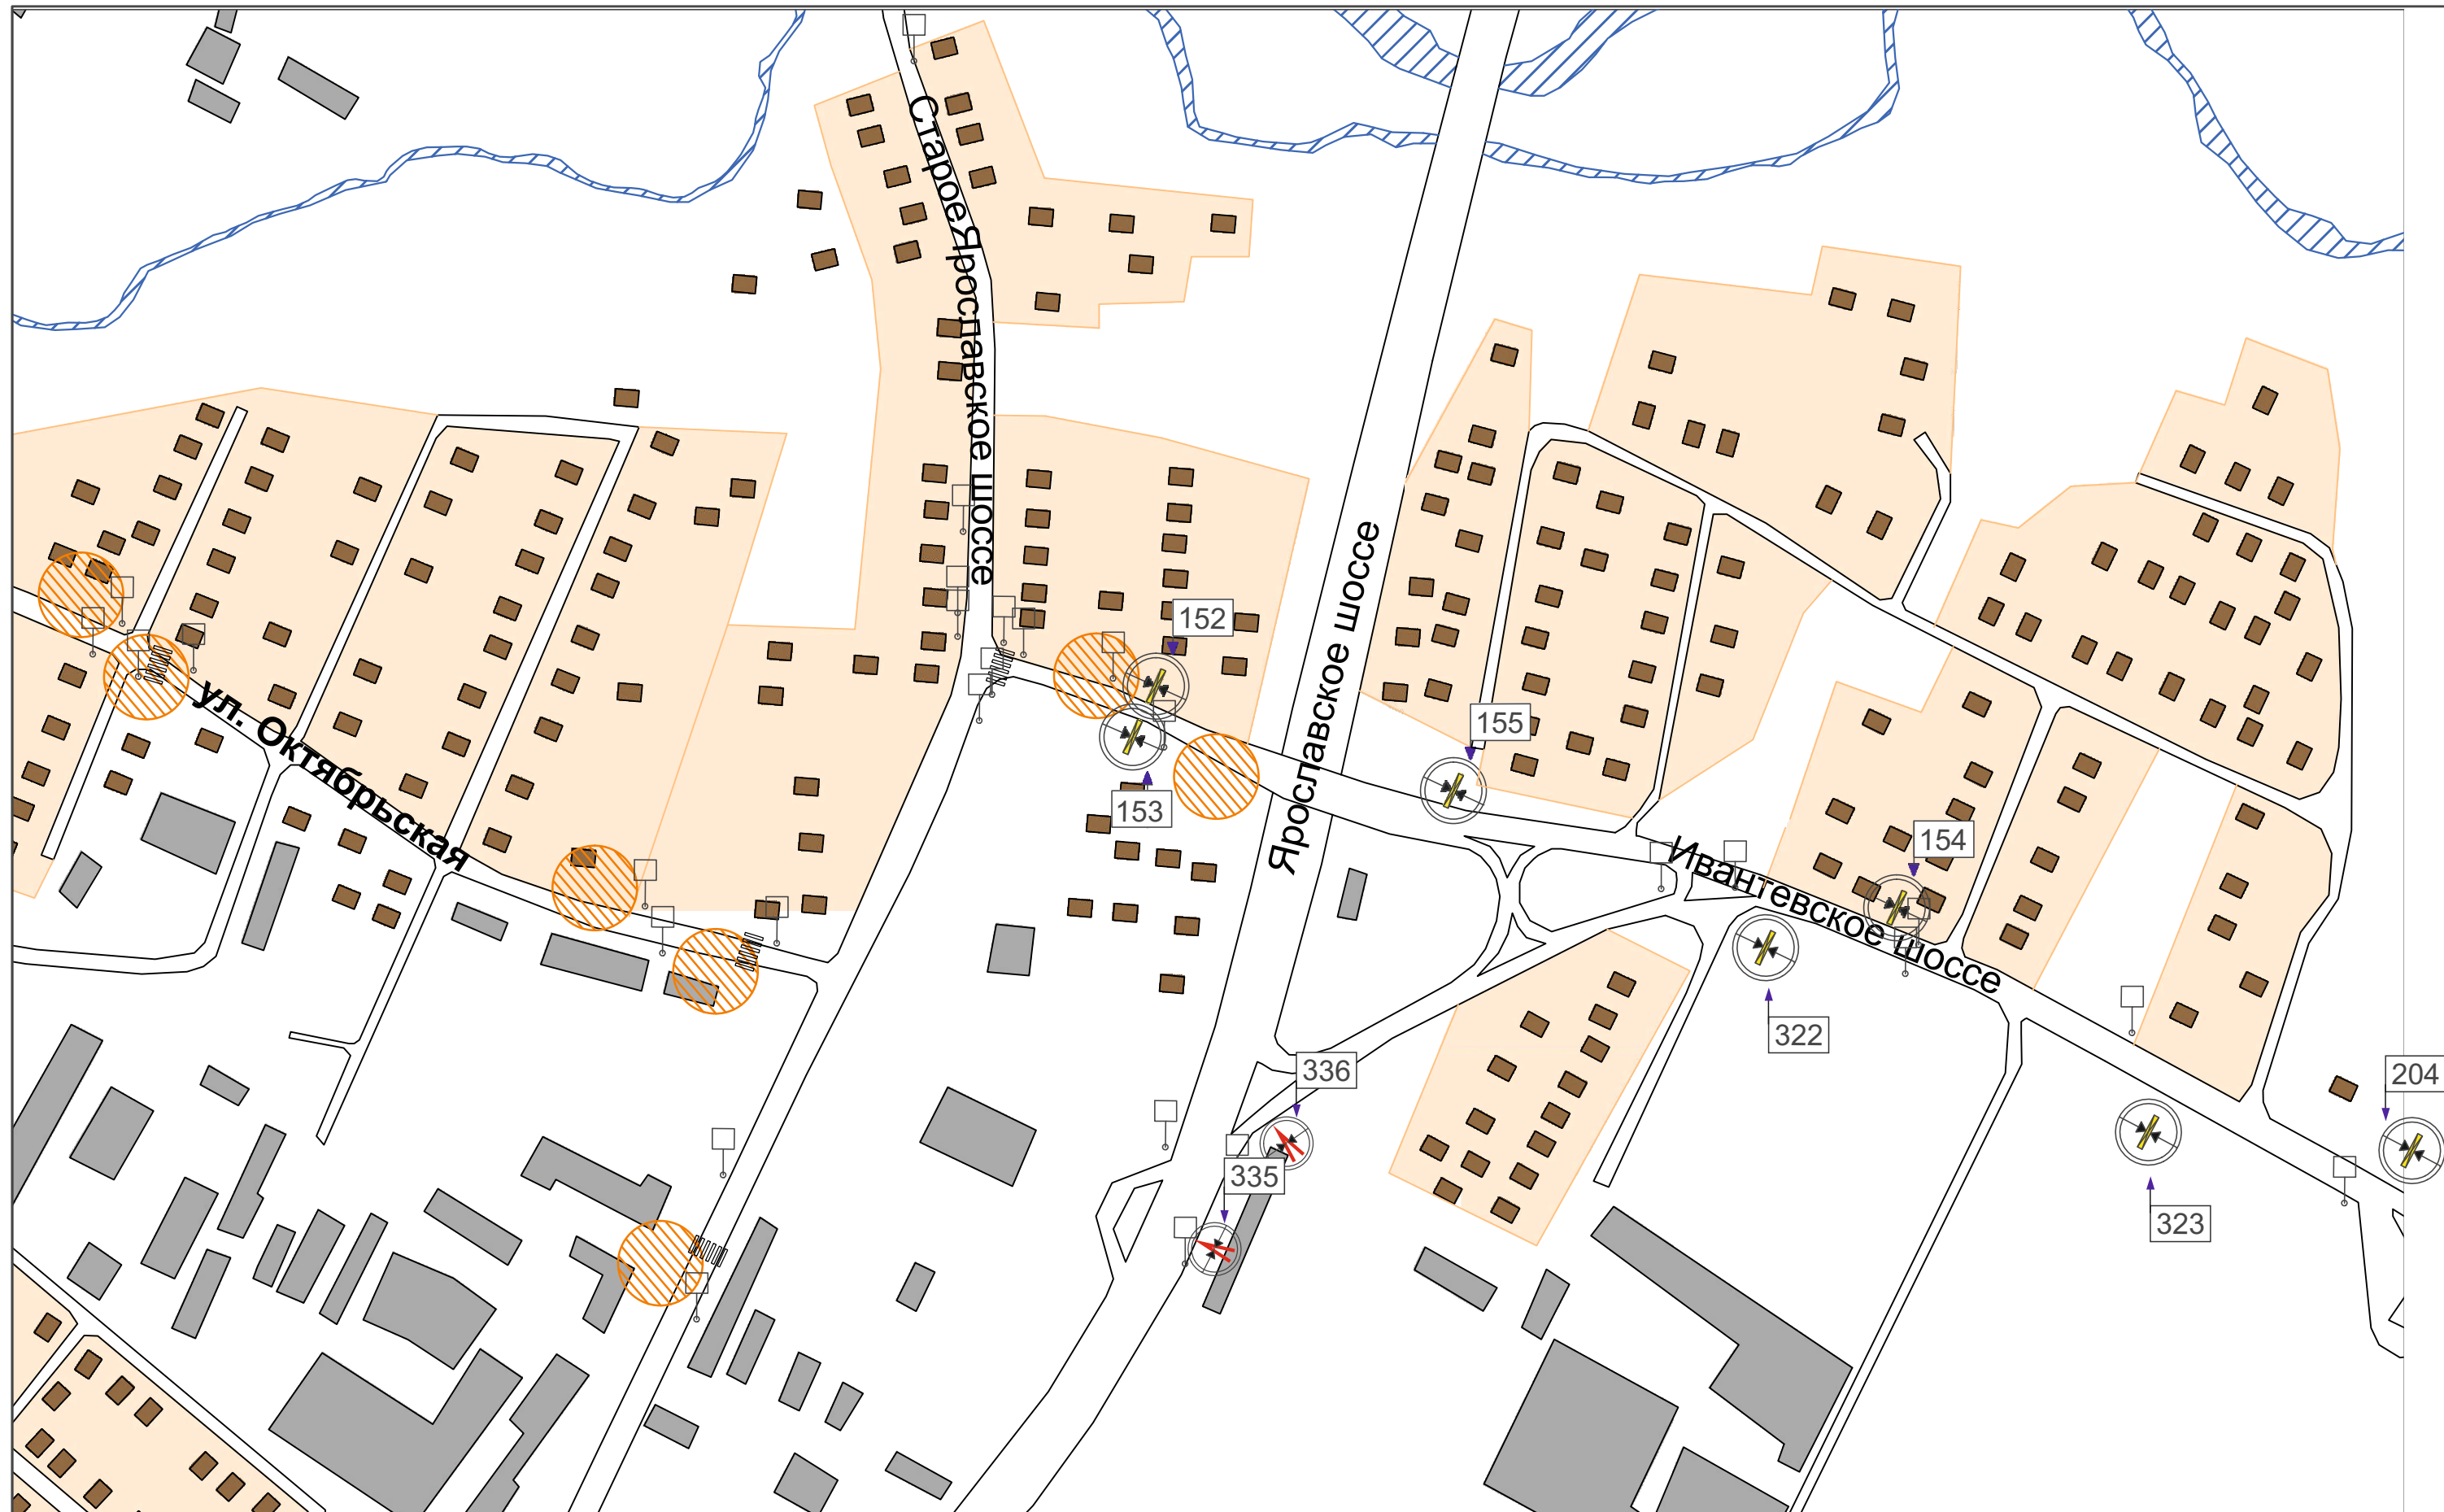 Старое Ярославское шоссе
152
155
Ярославское шоссе
ул. Октябрьская
153
154
Ивантевское шоссе
322
336
204
335
323